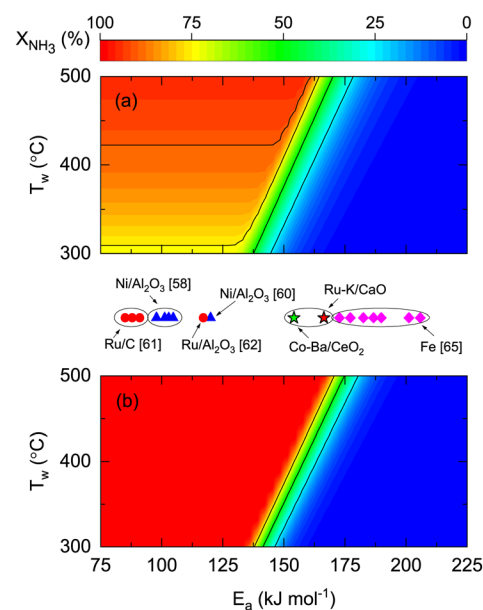 X_NH3 (%)
100 75 50 25 0
500
(a)
400
T_w (°C)
300
Ni/Al2O3 [58]
Ru-K/CaO
Ni/Al2O3 [60]
Ru/C [61]
Ru/Al2O3 [62]
Co-Ba/CeO2
Fe [65]
500
(b)
400
T_w (°C)
300
75 100 125 150 175 200 225
E_a (kJ mol⁻¹)